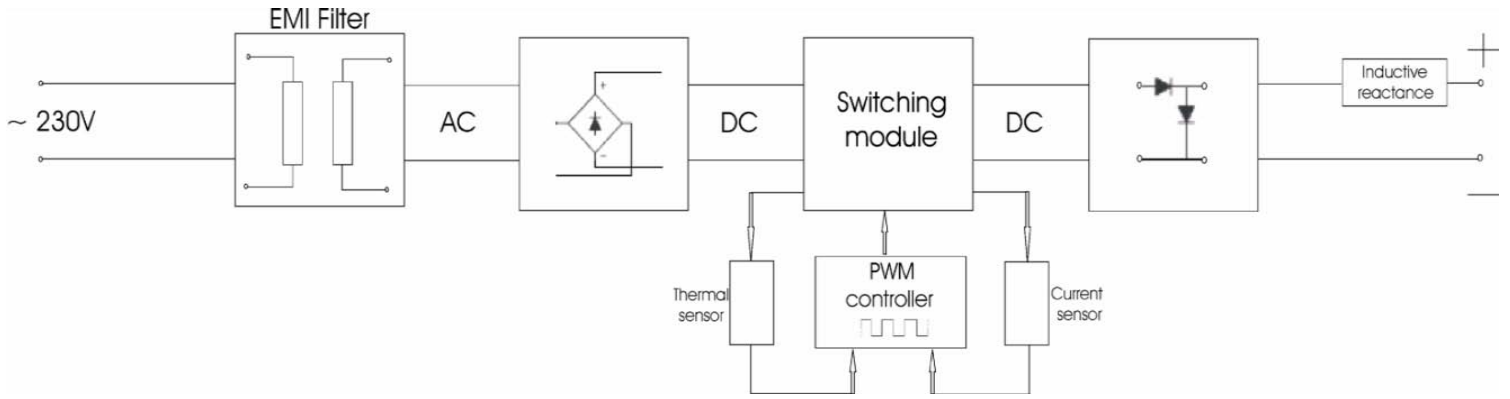 EMI Filter
~ 230V
AC
DC
Switching
module
DC
Inductive
reactance
+
−
Thermal
sensor
PWM
controller
Current
sensor